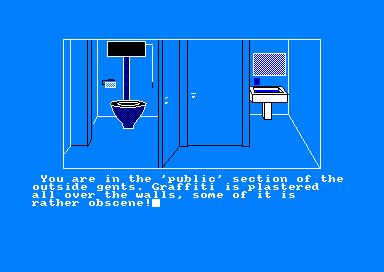 You are in the 'public' section of the
outside gents. Graffiti is plastered
all over the walls, some of it is
rather obscene!